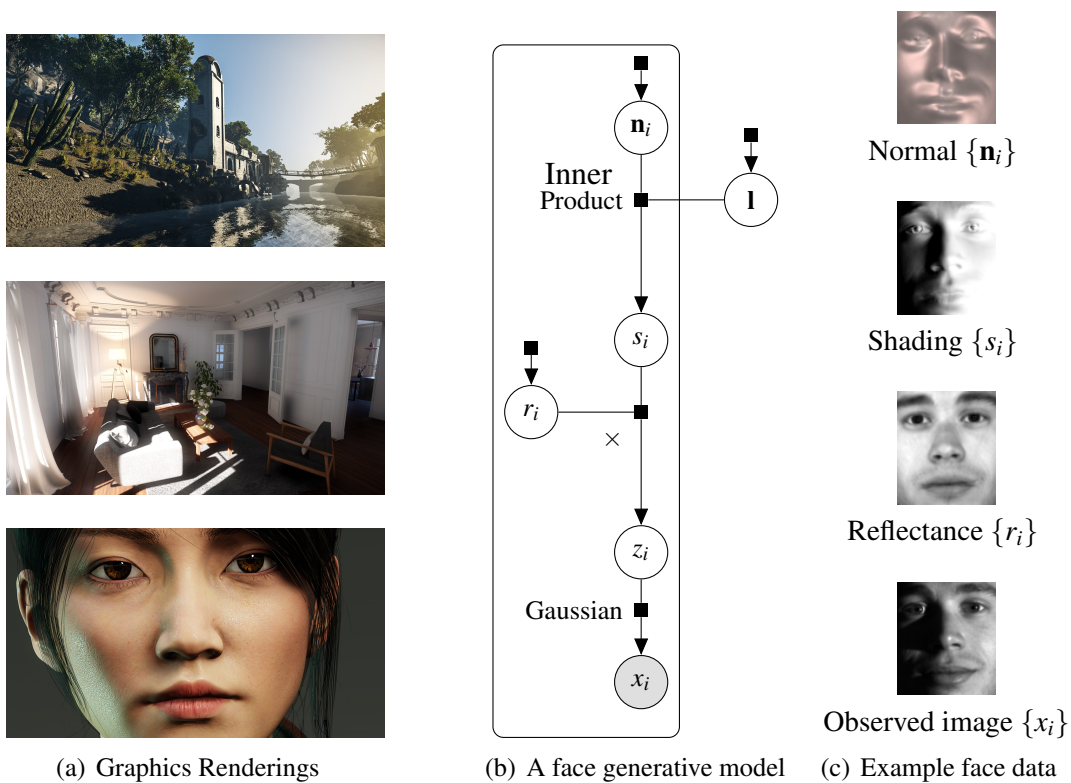 n_i
Inner
Product
l
s_i
r_i
×
z_i
Gaussian
x_i
Normal {n_i}
Shading {s_i}
Reflectance {r_i}
Observed image {x_i}
(a) Graphics Renderings
(b) A face generative model
(c) Example face data